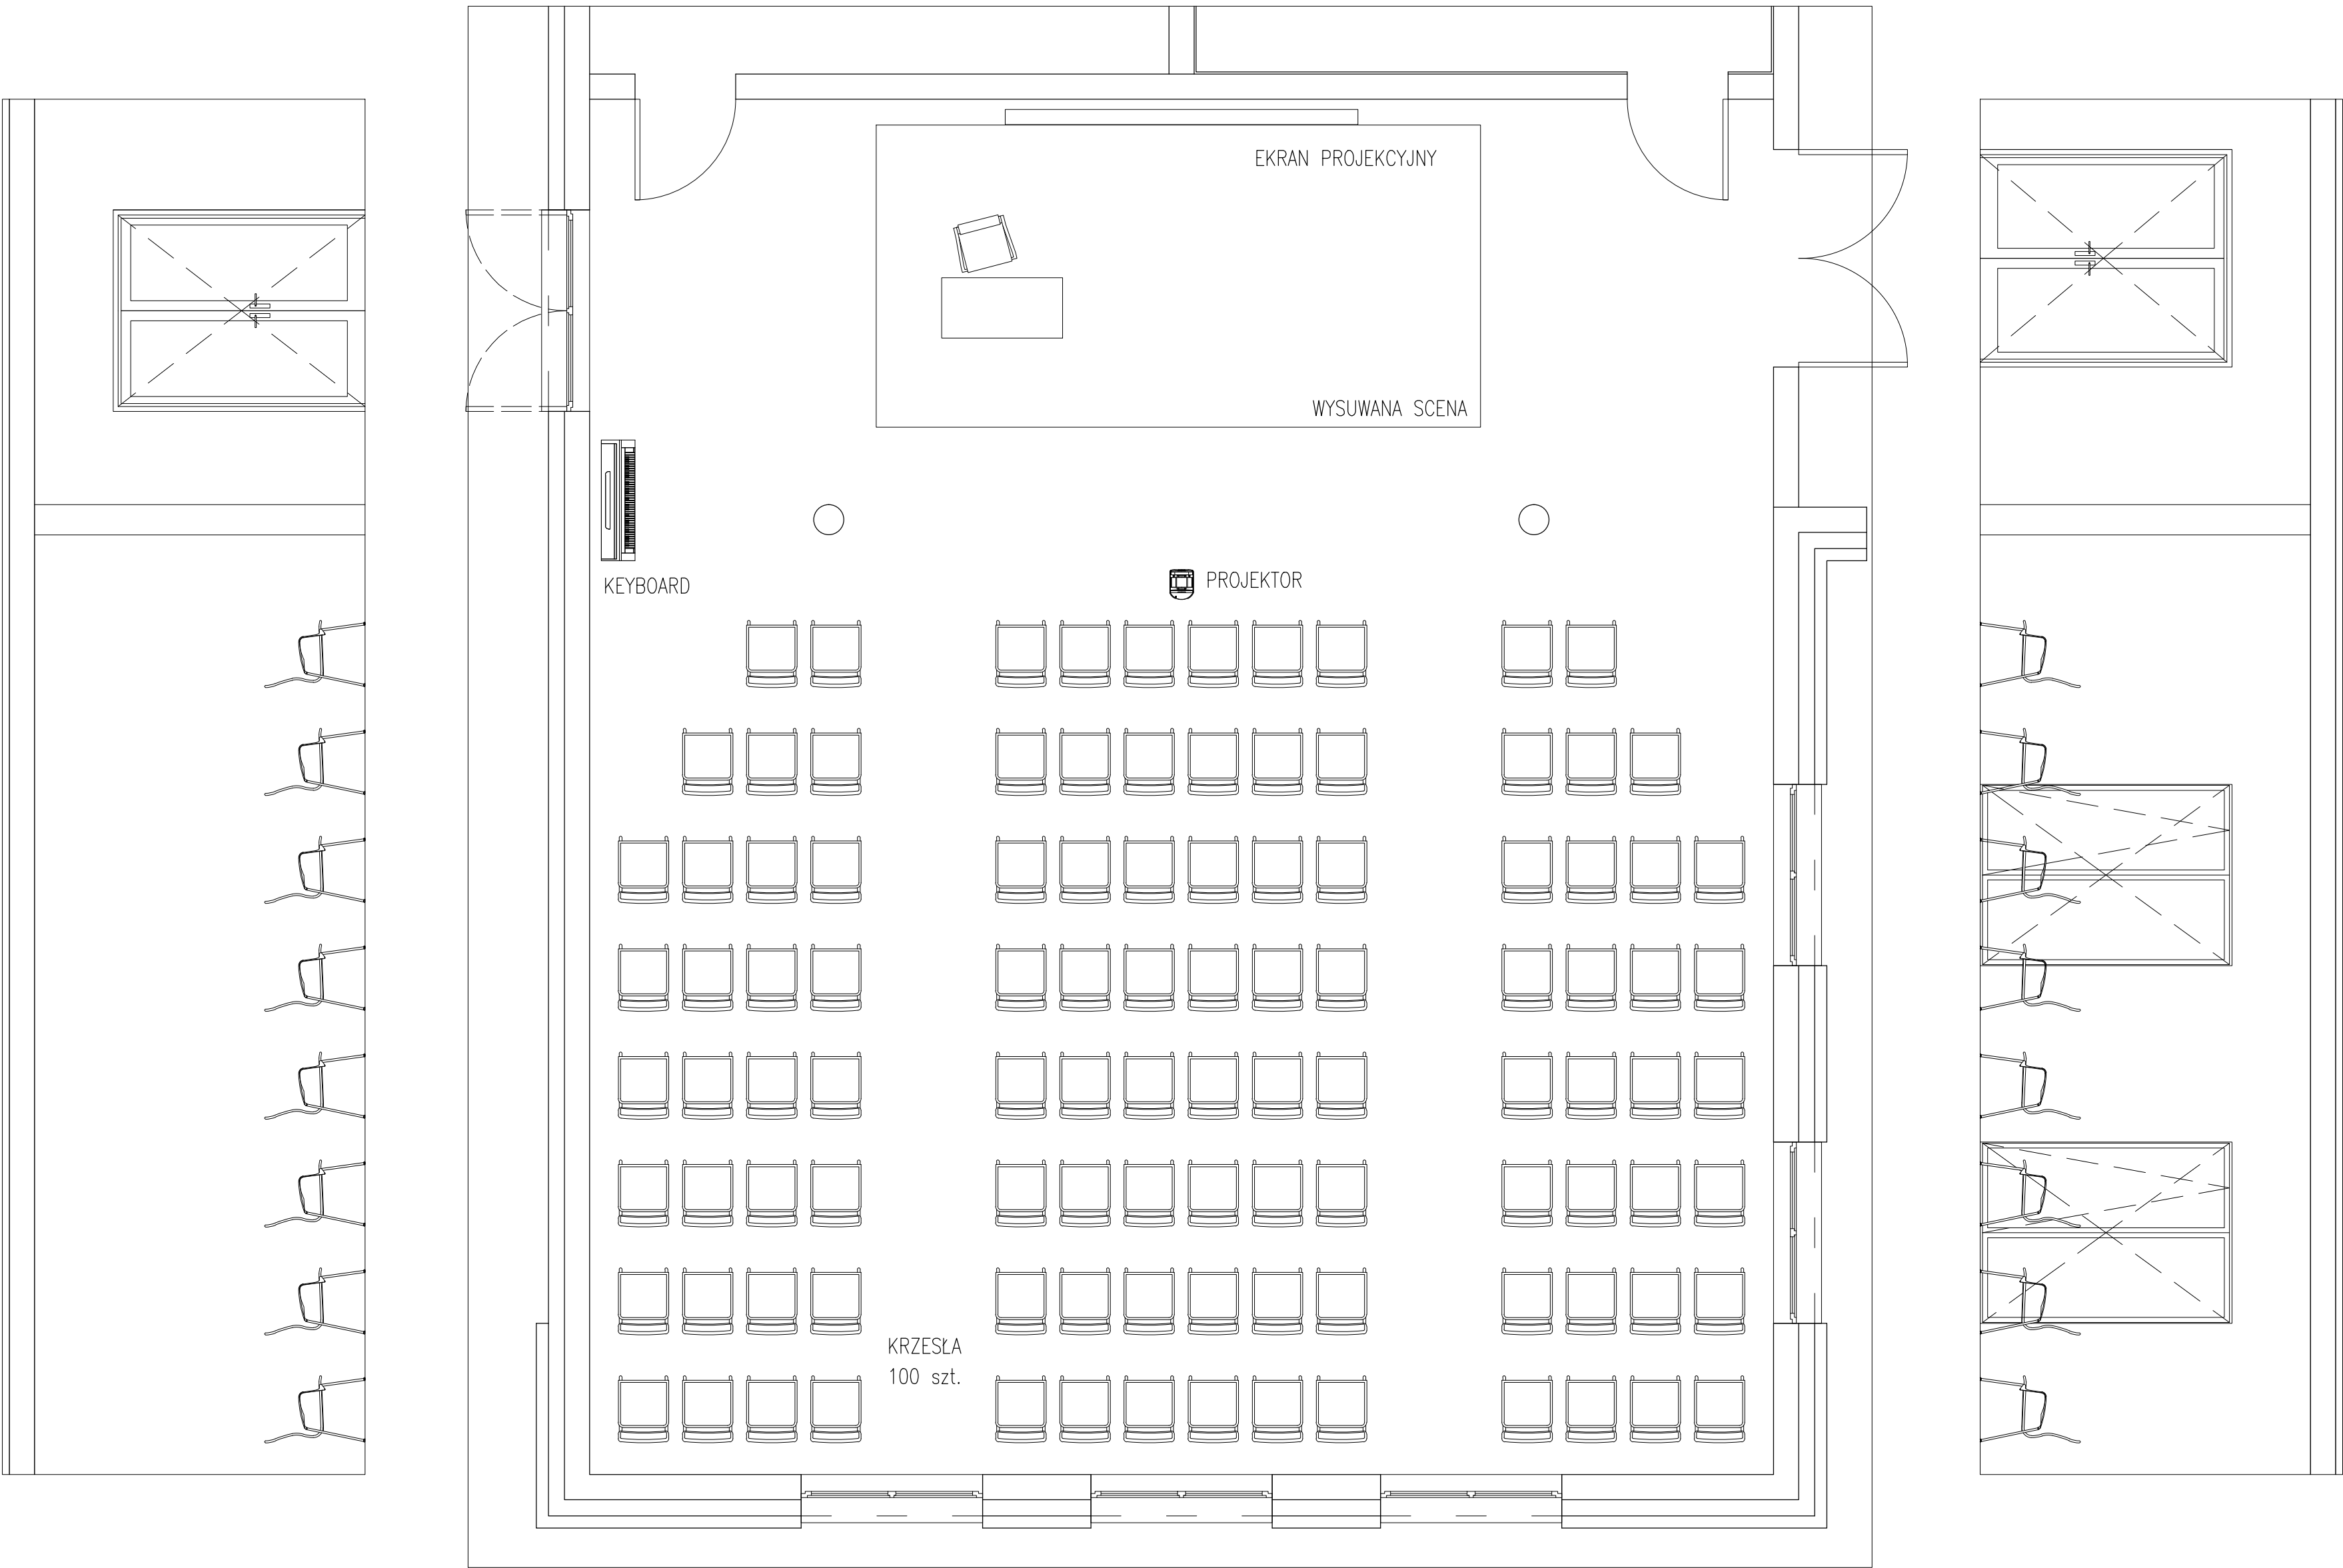 EKRAN PROJEKCYJNY
WYSUWANA SCENA
KEYBOARD
PROJEKTOR
KRZESŁA
100 szt.